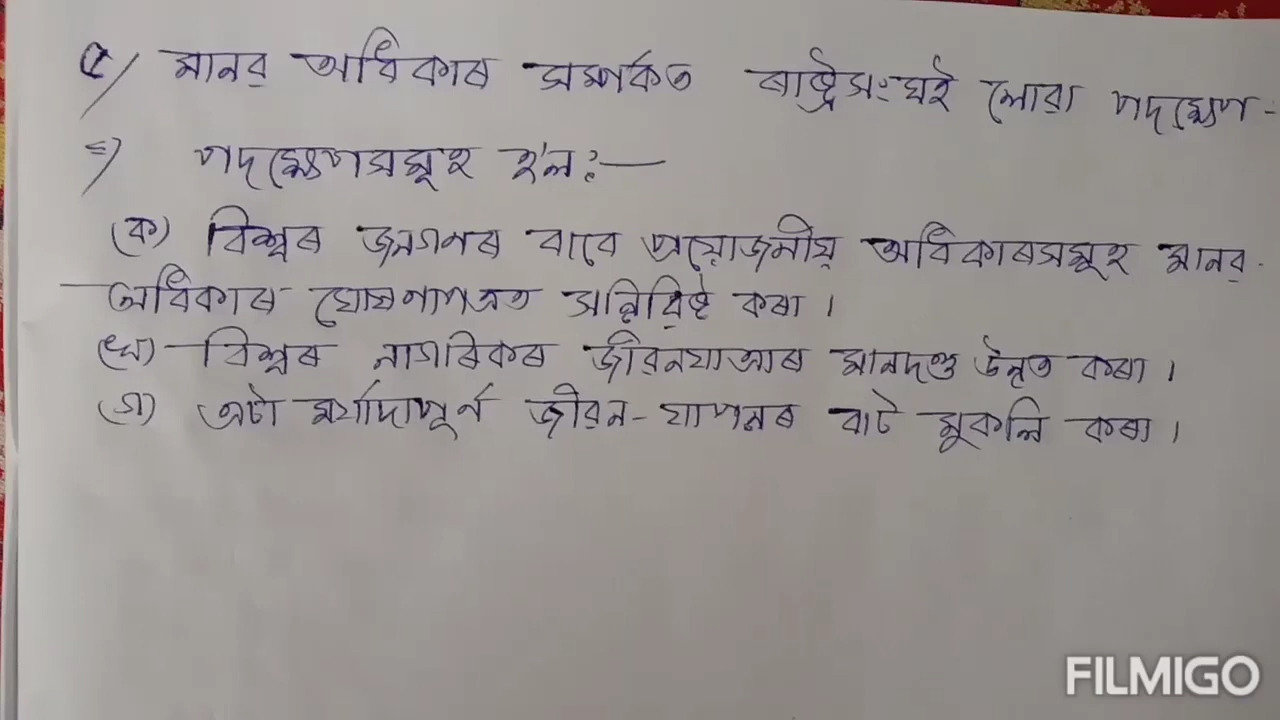 ৫/ মানৱ অধিকাৰ সম্পৰ্কত ৰাষ্ট্ৰসংঘই লোৱা পদক্ষেপ -
=) পদক্ষেপসমূহ হ'ল:—
(ক) বিশ্বৰ জনগণৰ বাবে প্ৰয়োজনীয় অধিকাৰসমূহ মানৱ
অধিকাৰ ঘোষণাপত্ৰত সন্নিৱিষ্ট কৰা।
(খ) বিশ্বৰ নাগৰিকৰ জীৱনযাত্ৰাৰ মানদণ্ড উন্নত কৰা।
(গ) এটা মৰ্যাদাপূৰ্ণ জীৱন-যাপনৰ বাট মুকলি কৰা।
FILMIGO